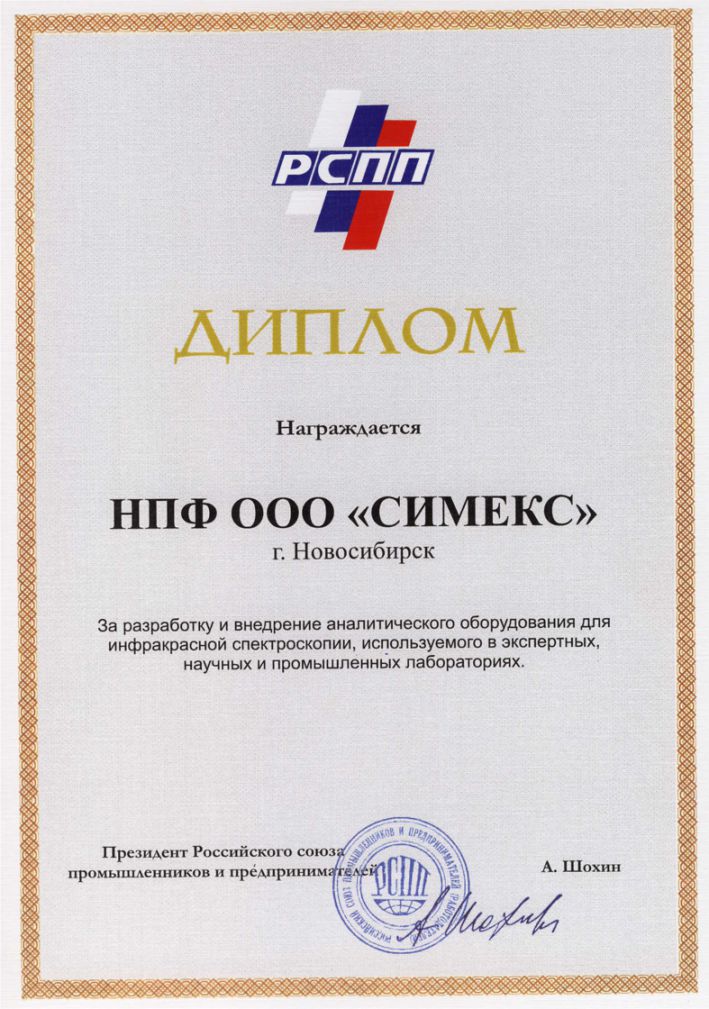 РСПП
ДИПЛОМ
Награждается
НПФ ООО «СИМЕКС»
г. Новосибирск
За разработку и внедрение аналитического оборудования для
инфракрасной спектроскопии, используемого в экспертных,
научных и промышленных лабораториях.
Президент Российского союза
промышленников и предпринимателей
А. Шохин
РОССИЙСКИЙ СОЮЗ ПРОМЫШЛЕННИКОВ И ПРЕДПРИНИМАТЕЛЕЙ (РАБОТОДАТЕЛЕЙ)
РСПП